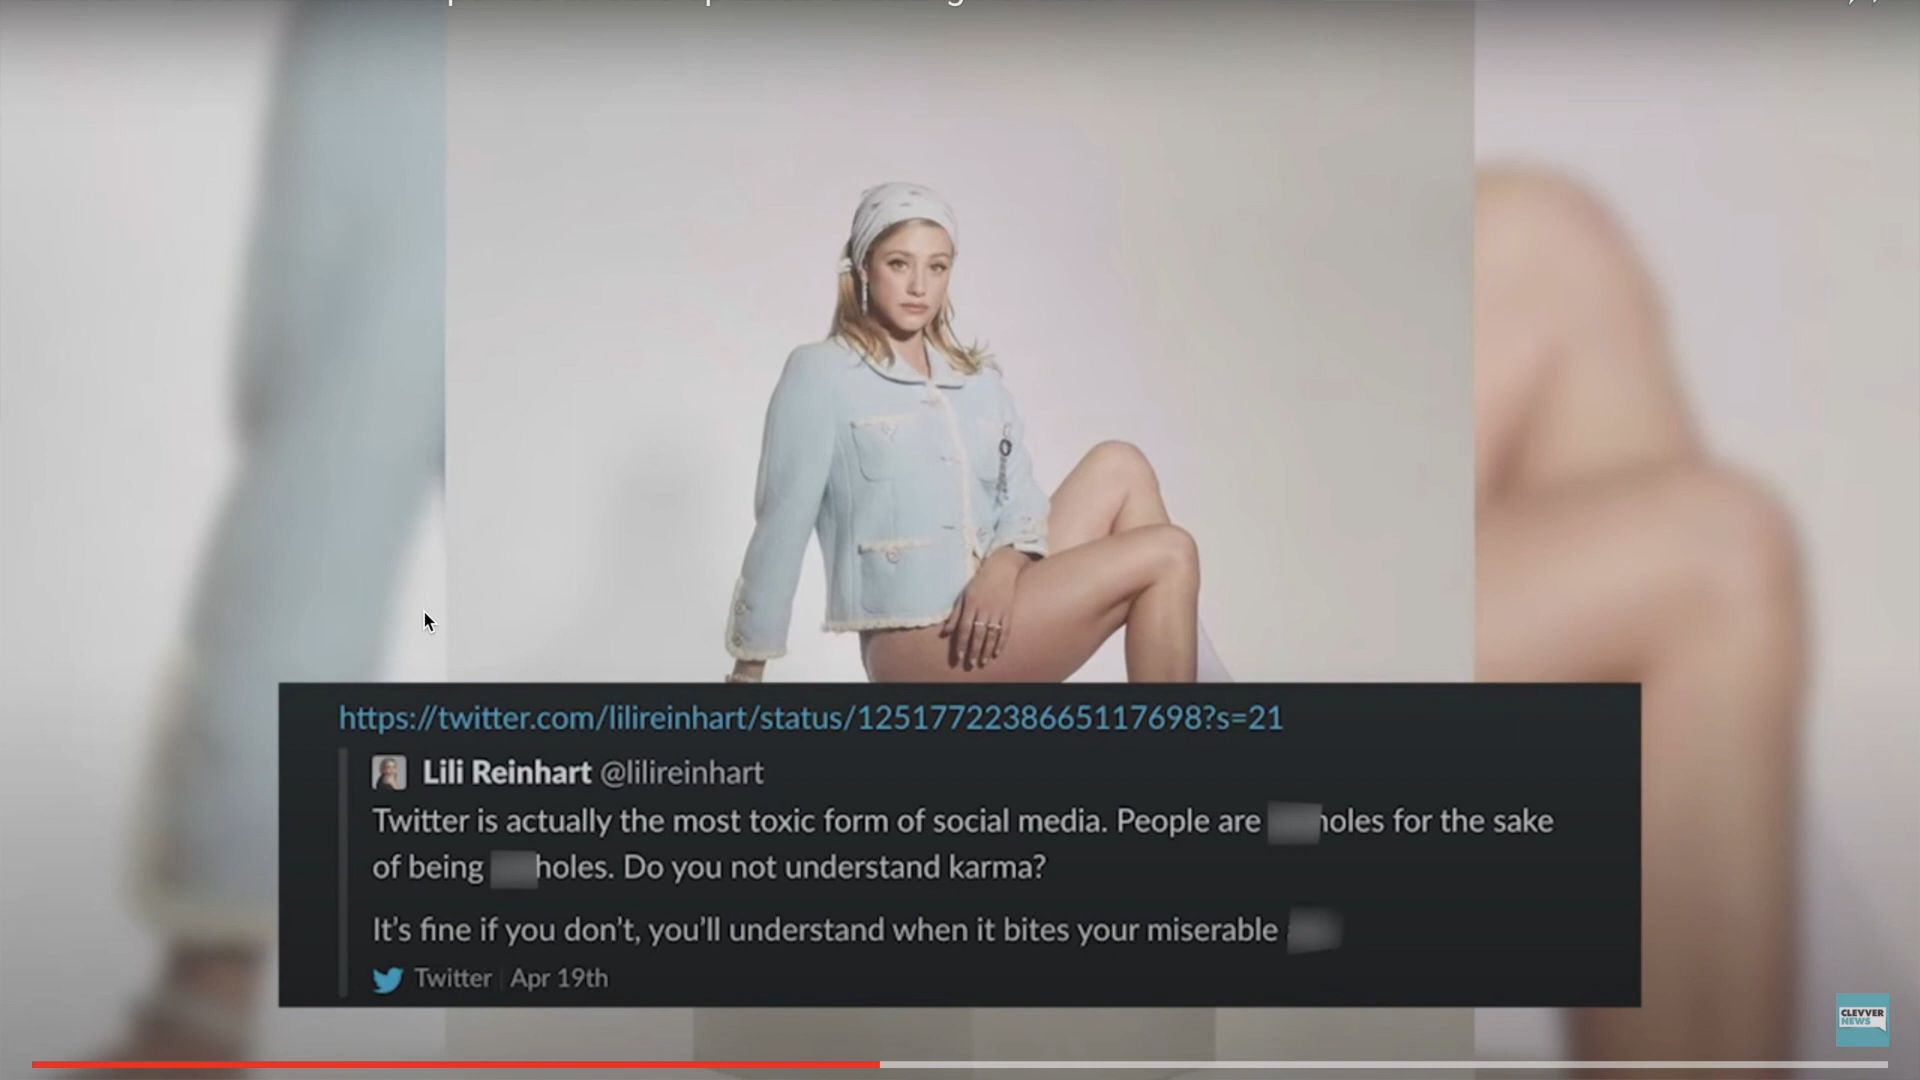 https://twitter.com/lilireinhart/status/1251772238665117698?s=21
Lili Reinhart @lilireinhart
Twitter is actually the most toxic form of social media. People are holes for the sake
of being holes. Do you not understand karma?
It's fine if you don't, you'll understand when it bites your miserable
Twitter Apr 19th
CLEVVER
NEWS